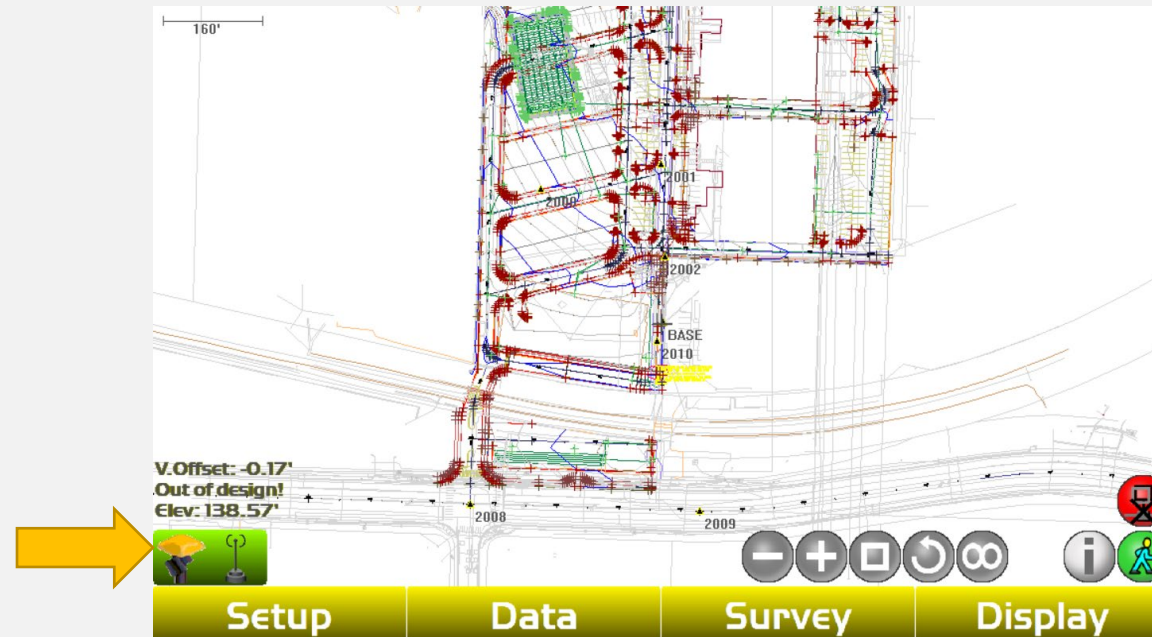 160'
2001
2000
2002
BASE
2010
V.Offset: -0.17'
Out of design!
Elev: 138.57'
2008
2009
Setup
Data
Survey
Display